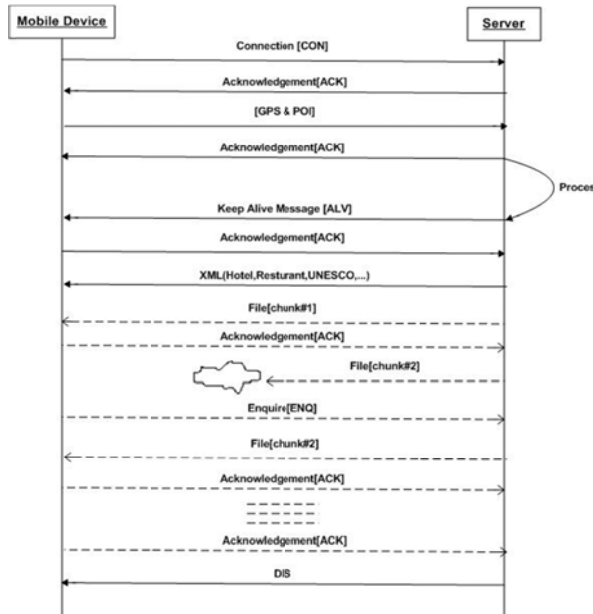 Mobile Device
Server
Connection [CON]
Acknowledgement[ACK]
[GPS & POI]
Acknowledgement[ACK]
Proces
Keep Alive Message [ALV]
Acknowledgement[ACK]
XML(Hotel,Resturant,UNESCO,...)
File[chunk#1]
Acknowledgement[ACK]
File[chunk#2]
Enquire[ENQ]
File[chunk#2]
Acknowledgement[ACK]
Acknowledgement[ACK]
DIS